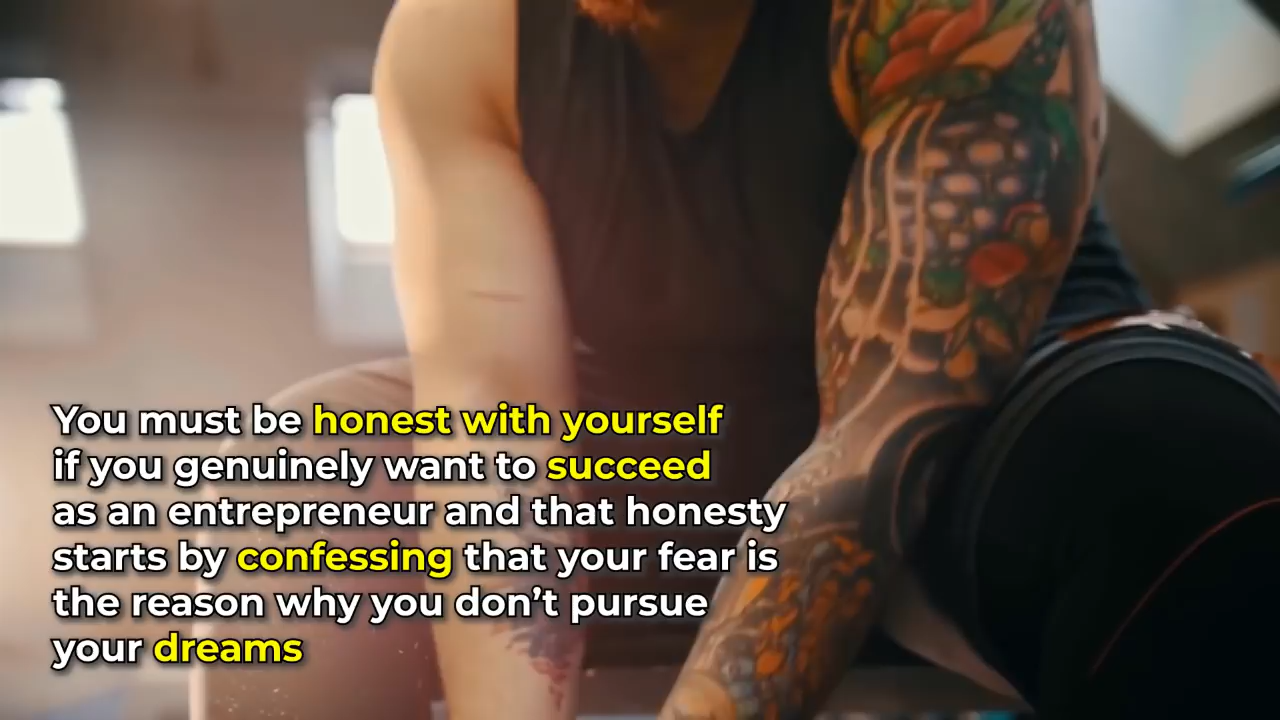 You must be honest with yourself
if you genuinely want to succeed
as an entrepreneur and that honesty
starts by confessing that your fear is
the reason why you don’t pursue
your dreams